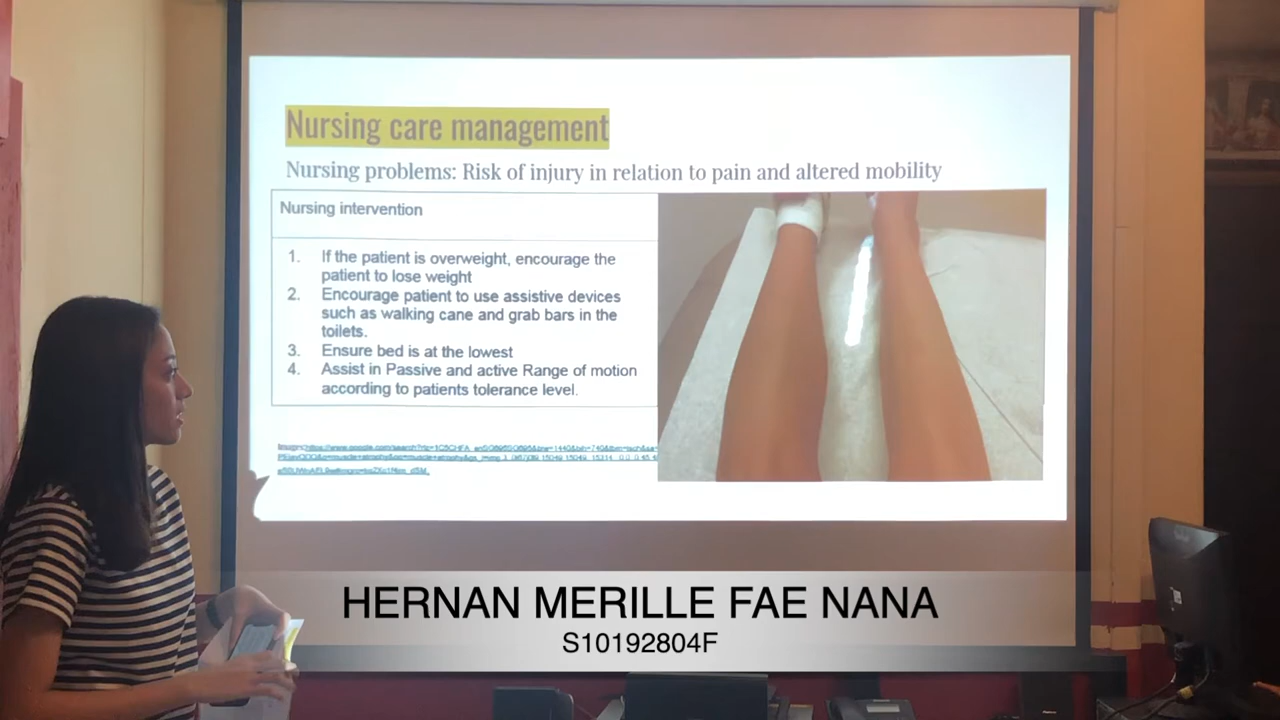 Nursing care management
Nursing problems: Risk of injury in relation to pain and altered mobility
Nursing intervention
1. If the patient is overweight, encourage the
patient to lose weight
2. Encourage patient to use assistive devices
such as walking cane and grab bars in the
toilets.
3. Ensure bed is at the lowest
4. Assist in Passive and active Range of motion
according to patients tolerance level.
HERNAN MERILLE FAE NANA
S10192804F